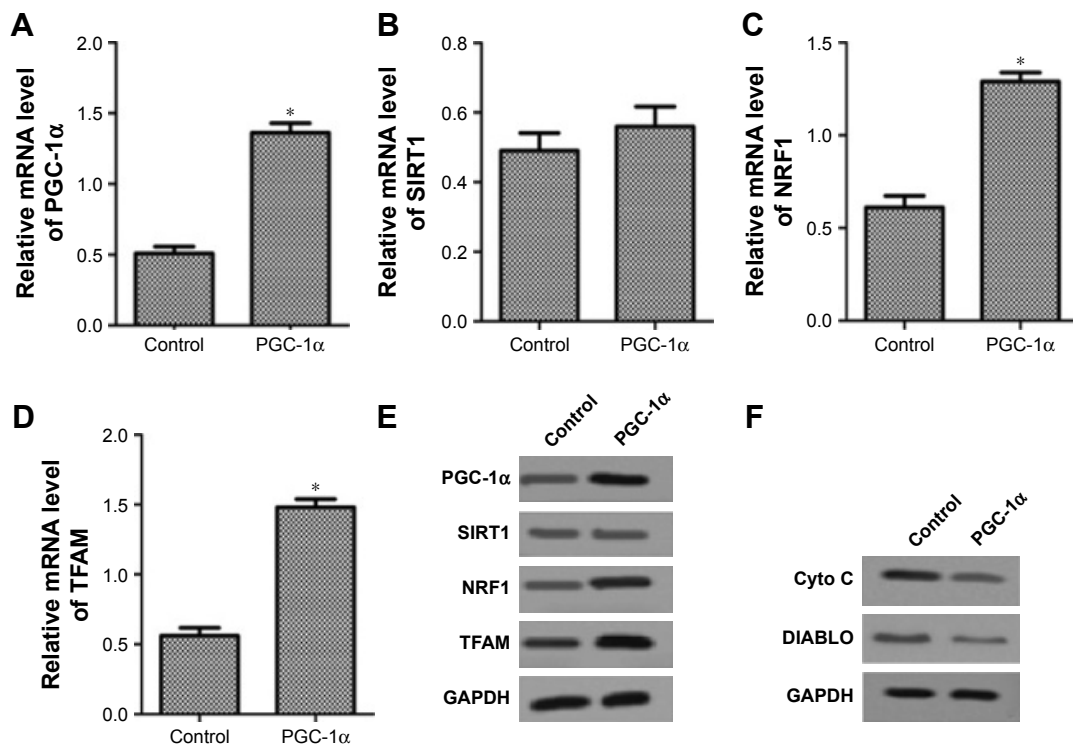 A
Relative mRNA level
of PGC-1α
2.0
1.5
1.0
0.5
0.0
*
Control
PGC-1α
B
Relative mRNA level
of SIRT1
0.8
0.6
0.4
0.2
0.0
Control
PGC-1α
C
Relative mRNA level
of NRF1
1.5
1.0
0.5
0.0
*
Control
PGC-1α
D
Relative mRNA level
of TFAM
2.0
1.5
1.0
0.5
0.0
*
Control
PGC-1α
E
Control
PGC-1α
PGC-1α
SIRT1
NRF1
TFAM
GAPDH
F
Control
PGC-1α
Cyto C
DIABLO
GAPDH